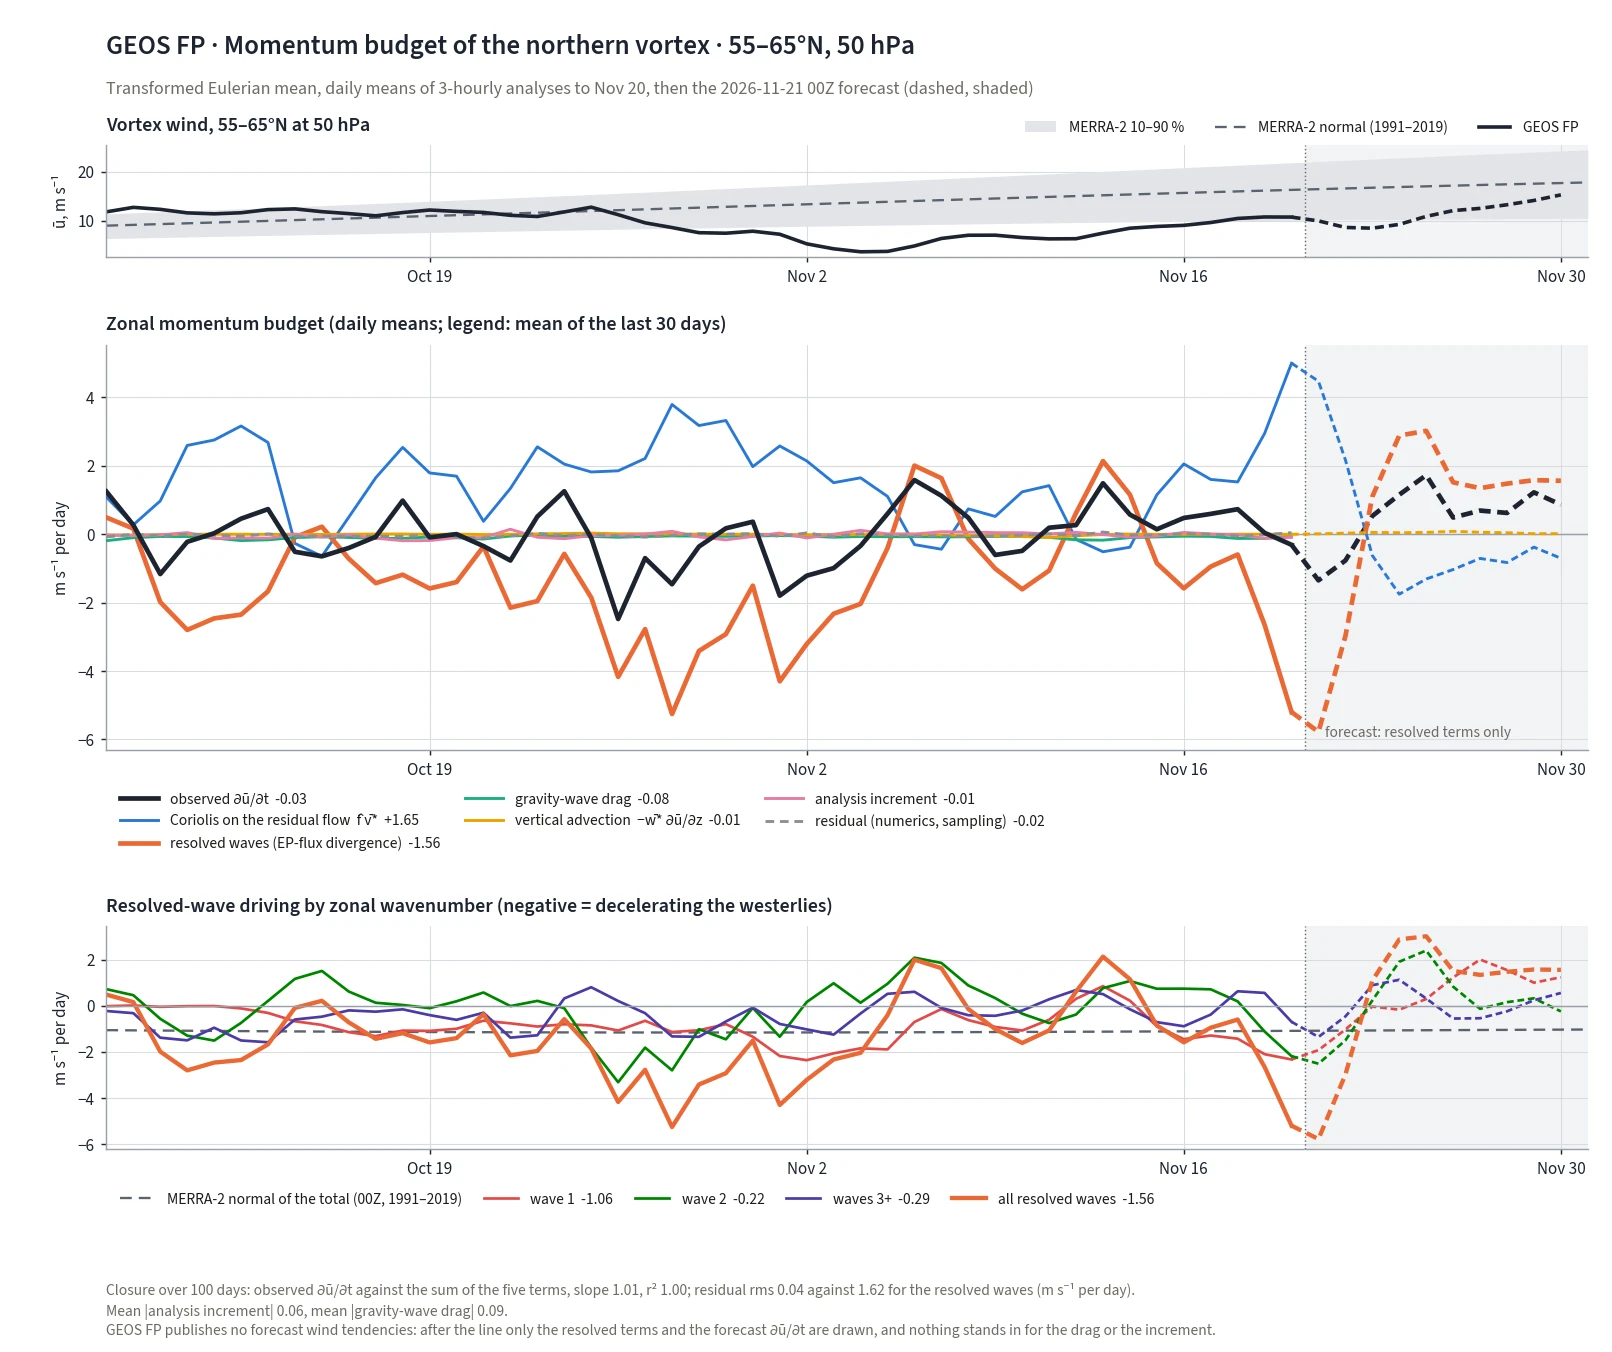 GEOS FP · Momentum budget of the northern vortex · 55–65°N, 50 hPa
Transformed Eulerian mean, daily means of 3-hourly analyses to Nov 20, then the 2026-11-21 00Z forecast (dashed, shaded)
Vortex wind, 55–65°N at 50 hPa
MERRA-2 10–90 %
MERRA-2 normal (1991–2019)
GEOS FP
ū, m s⁻¹
20
10
Oct 19
Nov 2
Nov 16
Nov 30
Zonal momentum budget (daily means; legend: mean of the last 30 days)
m s⁻¹ per day
4
2
0
−2
−4
−6
forecast: resolved terms only
Oct 19
Nov 2
Nov 16
Nov 30
observed ∂ū/∂t -0.03
Coriolis on the residual flow f v̄* +1.65
resolved waves (EP-flux divergence) -1.56
gravity-wave drag -0.08
vertical advection −w̄* ∂ū/∂z -0.01
analysis increment -0.01
residual (numerics, sampling) -0.02
Resolved-wave driving by zonal wavenumber (negative = decelerating the westerlies)
m s⁻¹ per day
2
0
−2
−4
−6
Oct 19
Nov 2
Nov 16
Nov 30
MERRA-2 normal of the total (00Z, 1991–2019)
wave 1 -1.06
wave 2 -0.22
waves 3+ -0.29
all resolved waves -1.56
Closure over 100 days: observed ∂ū/∂t against the sum of the five terms, slope 1.01, r² 1.00; residual rms 0.04 against 1.62 for the resolved waves (m s⁻¹ per day).
Mean |analysis increment| 0.06, mean |gravity-wave drag| 0.09.
GEOS FP publishes no forecast wind tendencies: after the line only the resolved terms and the forecast ∂ū/∂t are drawn, and nothing stands in for the drag or the increment.